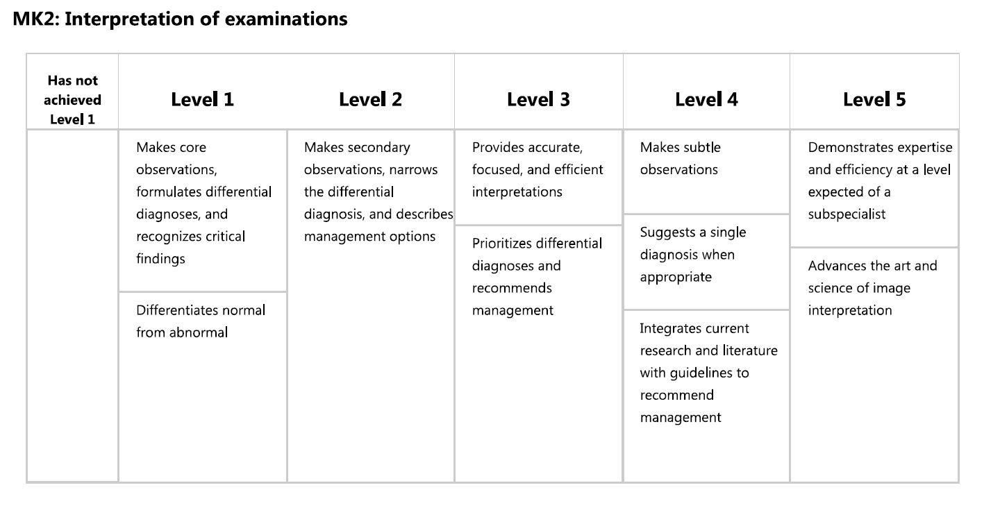 MK2: Interpretation of examinations
Has not
achieved
Level 1
Level 1
Level 2
Level 3
Level 4
Level 5
Makes core
observations,
formulates differential
diagnoses, and
recognizes critical
findings
Differentiates normal
from abnormal
Makes secondary
observations, narrows
the differential
diagnosis, and describes
management options
Provides accurate,
focused, and efficient
interpretations
Prioritizes differential
diagnoses and
recommends
management
Makes subtle
observations
Suggests a single
diagnosis when
appropriate
Integrates current
research and literature
with guidelines to
recommend
management
Demonstrates expertise
and efficiency at a level
expected of a
subspecialist
Advances the art and
science of image
interpretation